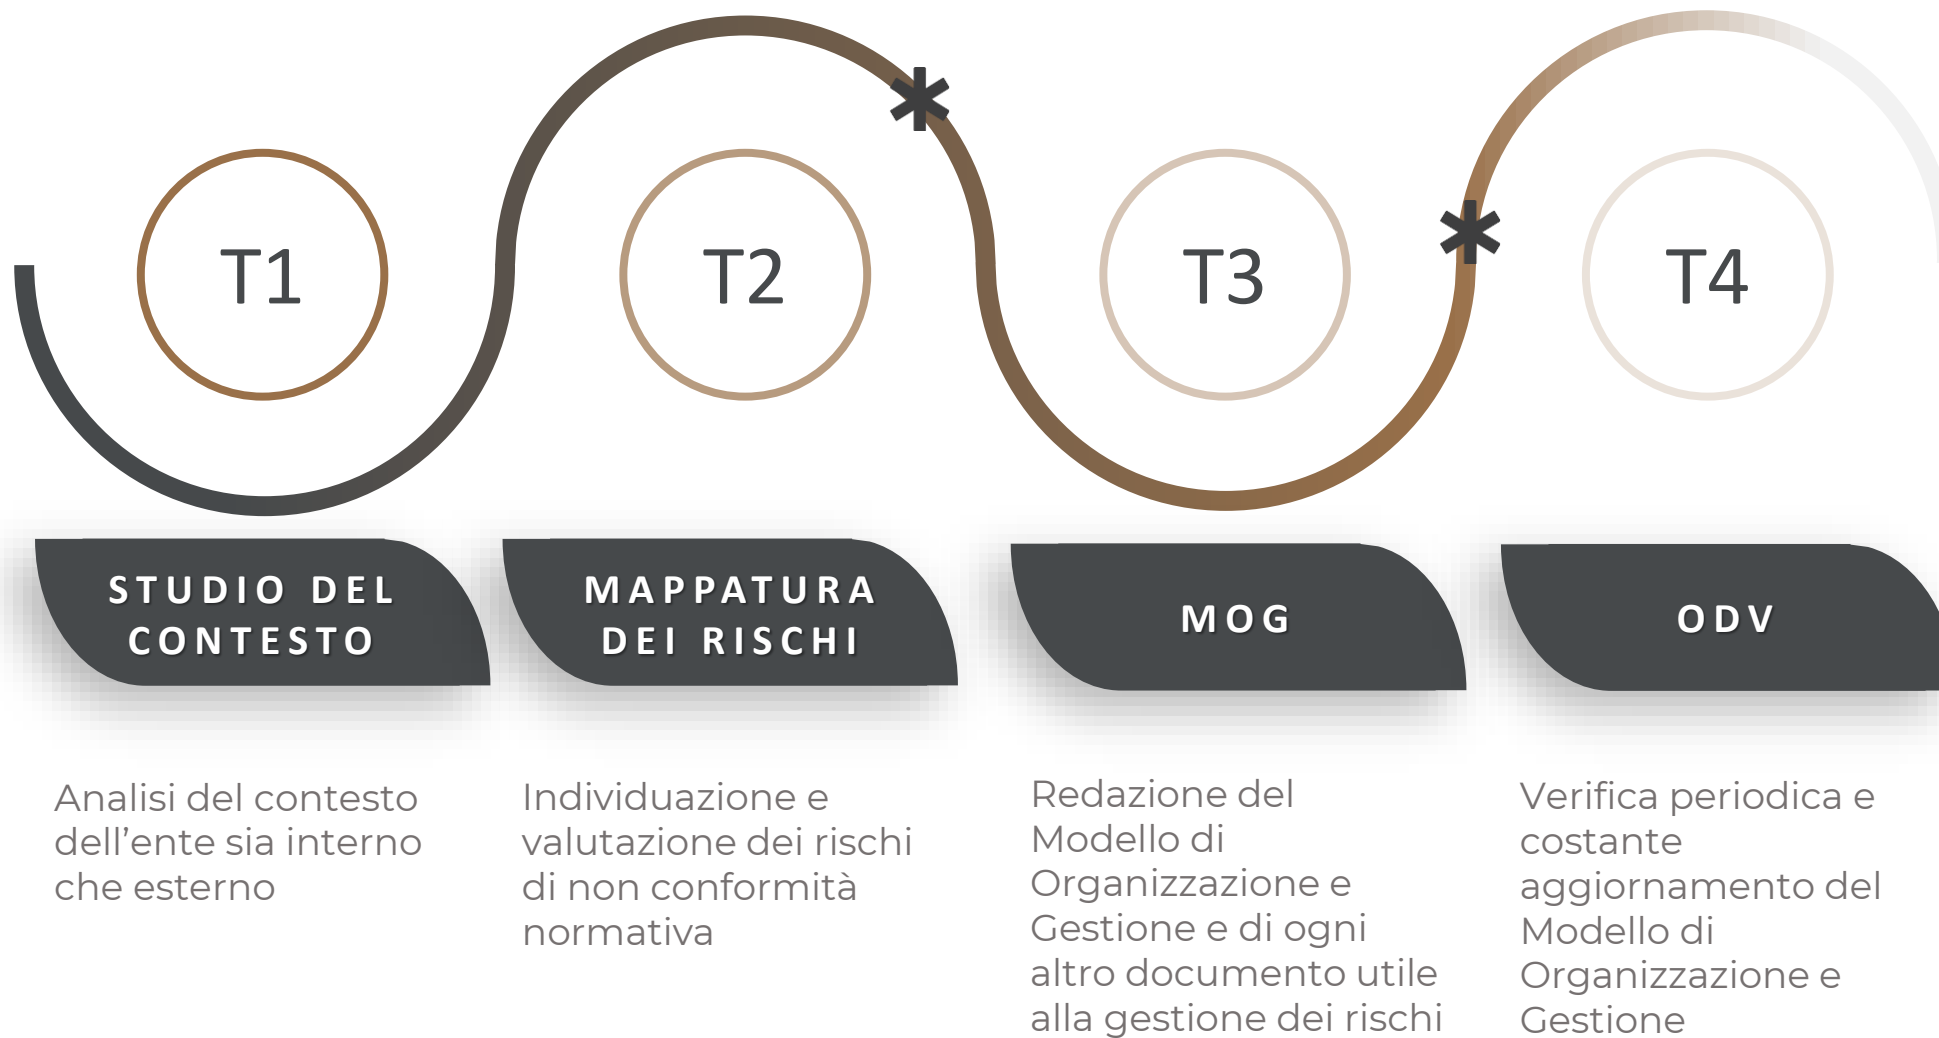 *
*
T1
T2
T3
T4
STUDIO DEL
CONTESTO
MAPPATURA
DEI RISCHI
MOG
ODV
Analisi del contesto
dell’ente sia interno
che esterno
Individuazione e
valutazione dei rischi
di non conformità
normativa
Redazione del
Modello di
Organizzazione e
Gestione e di ogni
altro documento utile
alla gestione dei rischi
Verifica periodica e
costante
aggiornamento del
Modello di
Organizzazione e
Gestione